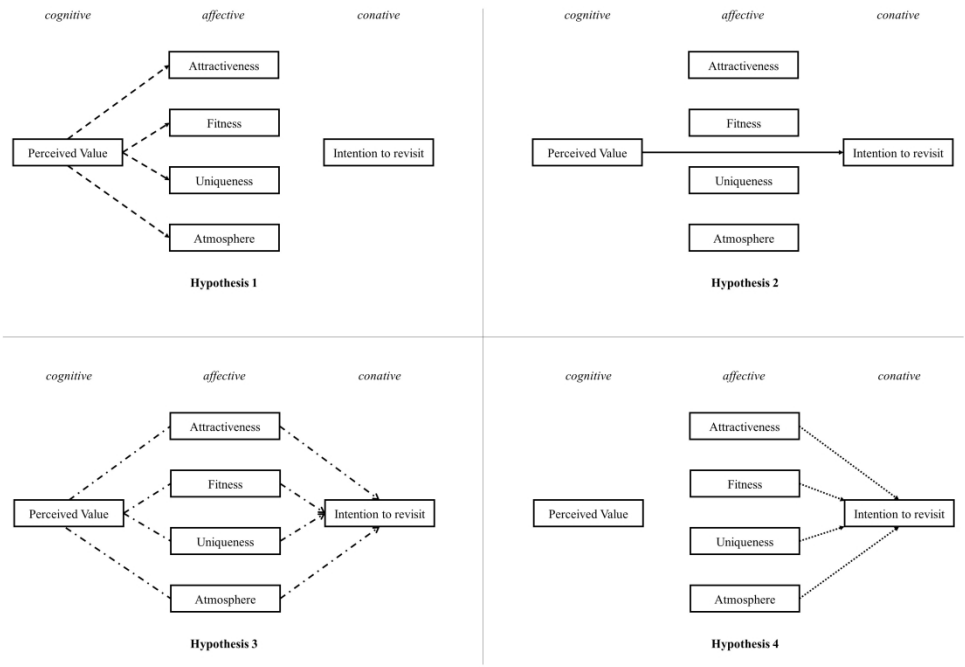 cognitive affective conative
Attractiveness
Fitness
Perceived Value Intention to revisit
Uniqueness
Atmosphere
Hypothesis 1
cognitive affective conative
Attractiveness
Fitness
Perceived Value Intention to revisit
Uniqueness
Atmosphere
Hypothesis 2
cognitive affective conative
Attractiveness
Fitness
Perceived Value Intention to revisit
Uniqueness
Atmosphere
Hypothesis 3
cognitive affective conative
Attractiveness
Fitness
Perceived Value Intention to revisit
Uniqueness
Atmosphere
Hypothesis 4